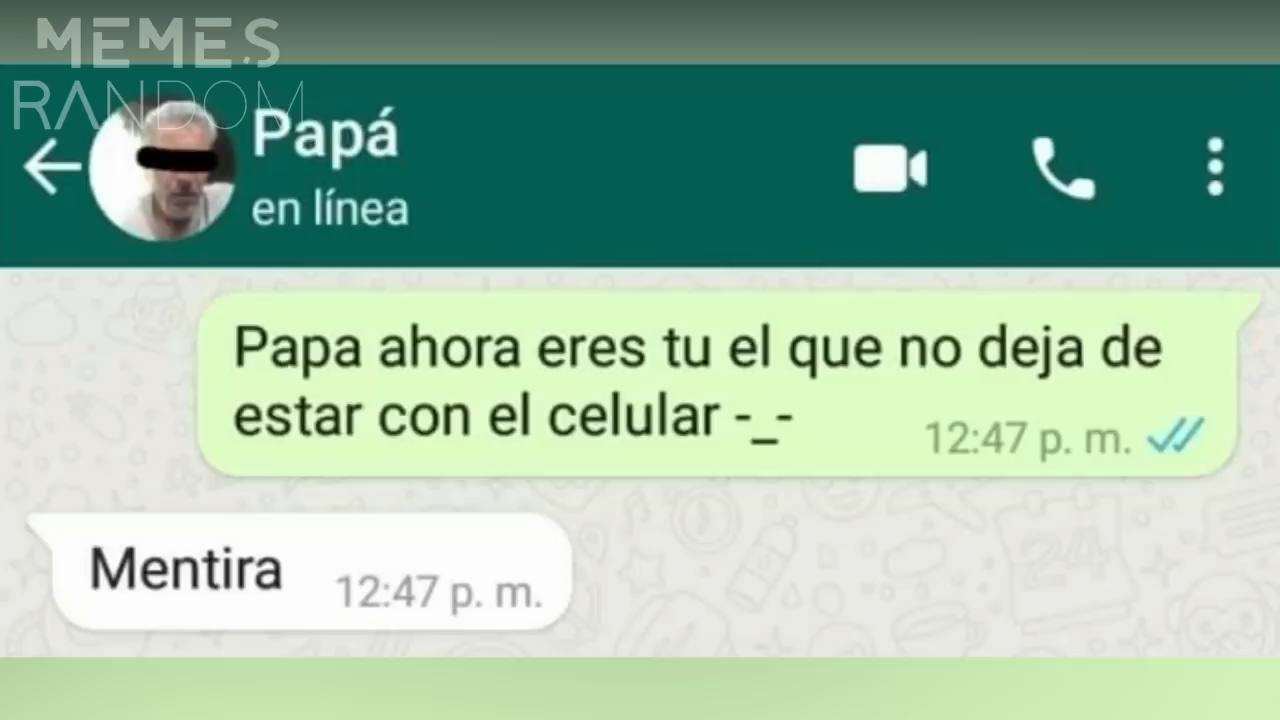 MEMES
RANDOM
Papá
en línea
Papa ahora eres tu el que no deja de
estar con el celular -_-
12:47 p. m.
Mentira
12:47 p. m.